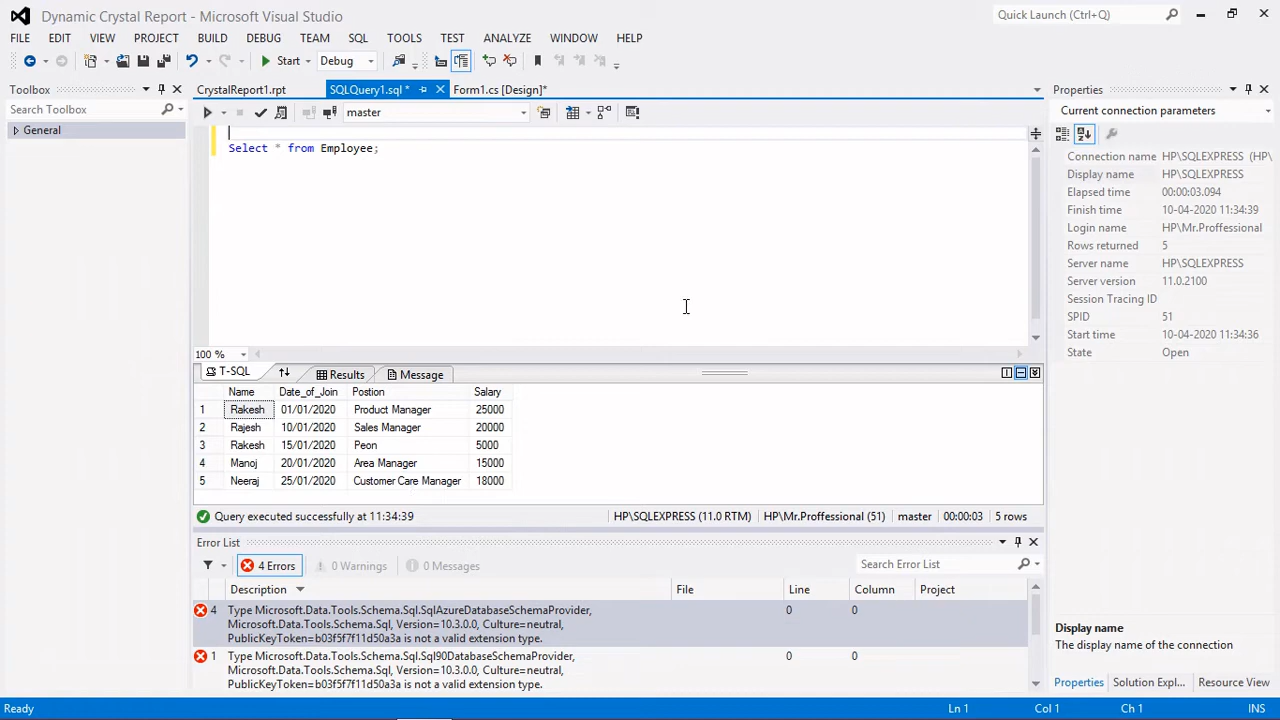 Dynamic Crystal Report - Microsoft Visual Studio
Quick Launch (Ctrl+Q)
FILE EDIT VIEW PROJECT BUILD DEBUG TEAM SQL TOOLS TEST ANALYZE WINDOW HELP
Start Debug
Toolbox
CrystalReport1.rpt SQLQuery1.sql * Form1.cs [Design]*
Properties
Search Toolbox
master
Current connection parameters
General
Select * from Employee;
Connection name HP\SQLEXPRESS (HP\
Display name HP\SQLEXPRESS
Elapsed time 00:00:03.094
Finish time 10-04-2020 11:34:39
Login name HP\Mr.Proffessional
Rows returned 5
Server name HP\SQLEXPRESS
Server version 11.0.2100
Session Tracing ID
SPID 51
Start time 10-04-2020 11:34:36
State Open
100 %
T-SQL Results Message
Name Date_of_Join Postion Salary
1 Rakesh 01/01/2020 Product Manager 25000
2 Rajesh 10/01/2020 Sales Manager 20000
3 Rakesh 15/01/2020 Peon 5000
4 Manoj 20/01/2020 Area Manager 15000
5 Neeraj 25/01/2020 Customer Care Manager 18000
Query executed successfully at 11:34:39 HP\SQLEXPRESS (11.0 RTM) HP\Mr.Proffessional (51) master 00:00:03 5 rows
Error List
4 Errors 0 Warnings 0 Messages Search Error List
Description File Line Column Project
4 Type Microsoft.Data.Tools.Schema.Sql.SqlAzureDatabaseSchemaProvider, 0 0
Microsoft.Data.Tools.Schema.Sql, Version=10.3.0.0, Culture=neutral,
PublicKeyToken=b03f5f7f11d50a3a is not a valid extension type.
1 Type Microsoft.Data.Tools.Schema.Sql.Sql90DatabaseSchemaProvider, 0 0
Microsoft.Data.Tools.Schema.Sql, Version=10.3.0.0, Culture=neutral,
PublicKeyToken=b03f5f7f11d50a3a is not a valid extension type.
Display name
The display name of the connection
Properties Solution Expl... Resource View
Ready Ln 1 Col 1 Ch 1 INS